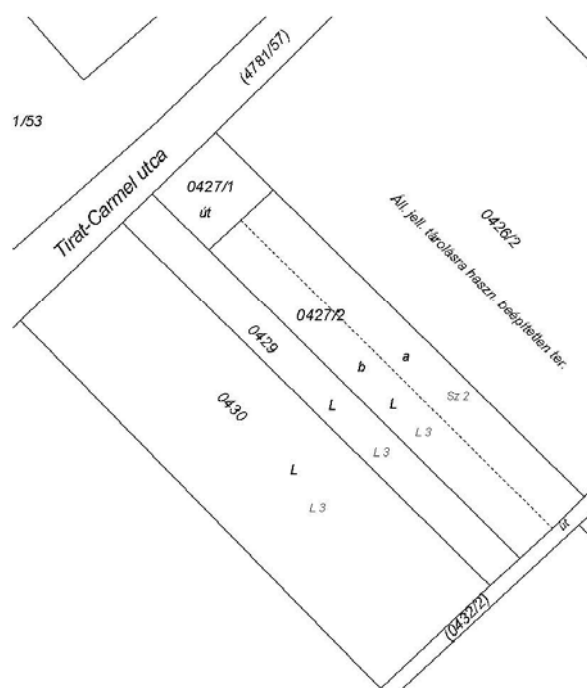 (4781/57)
1/53
Tirat-Carmel utca
0427/1
út
0426/2
Áll. jell. tárolásra haszn. beépítetlen ter.
0427/2
0429
a
b
Sz 2
0430
L
L
L 3
L 3
L
L 3
út
(0432/2)